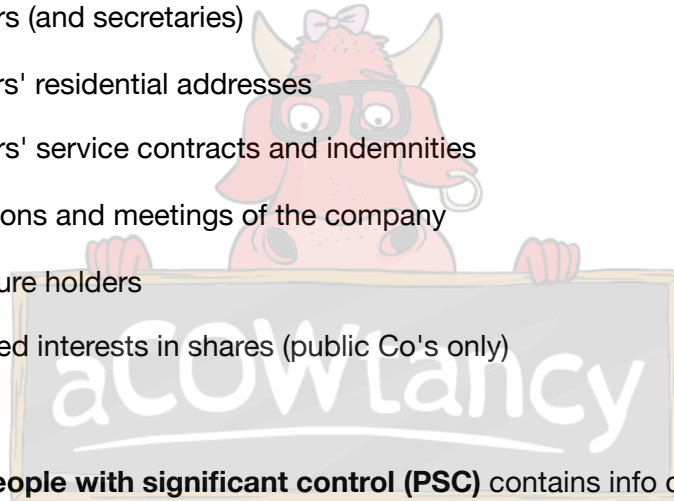 rs (and secretaries)
rs' residential addresses
rs' service contracts and indemnities
ons and meetings of the company
ure holders
ed interests in shares (public Co's only)
aCOWtancy
eople with significant control (PSC) contains info o